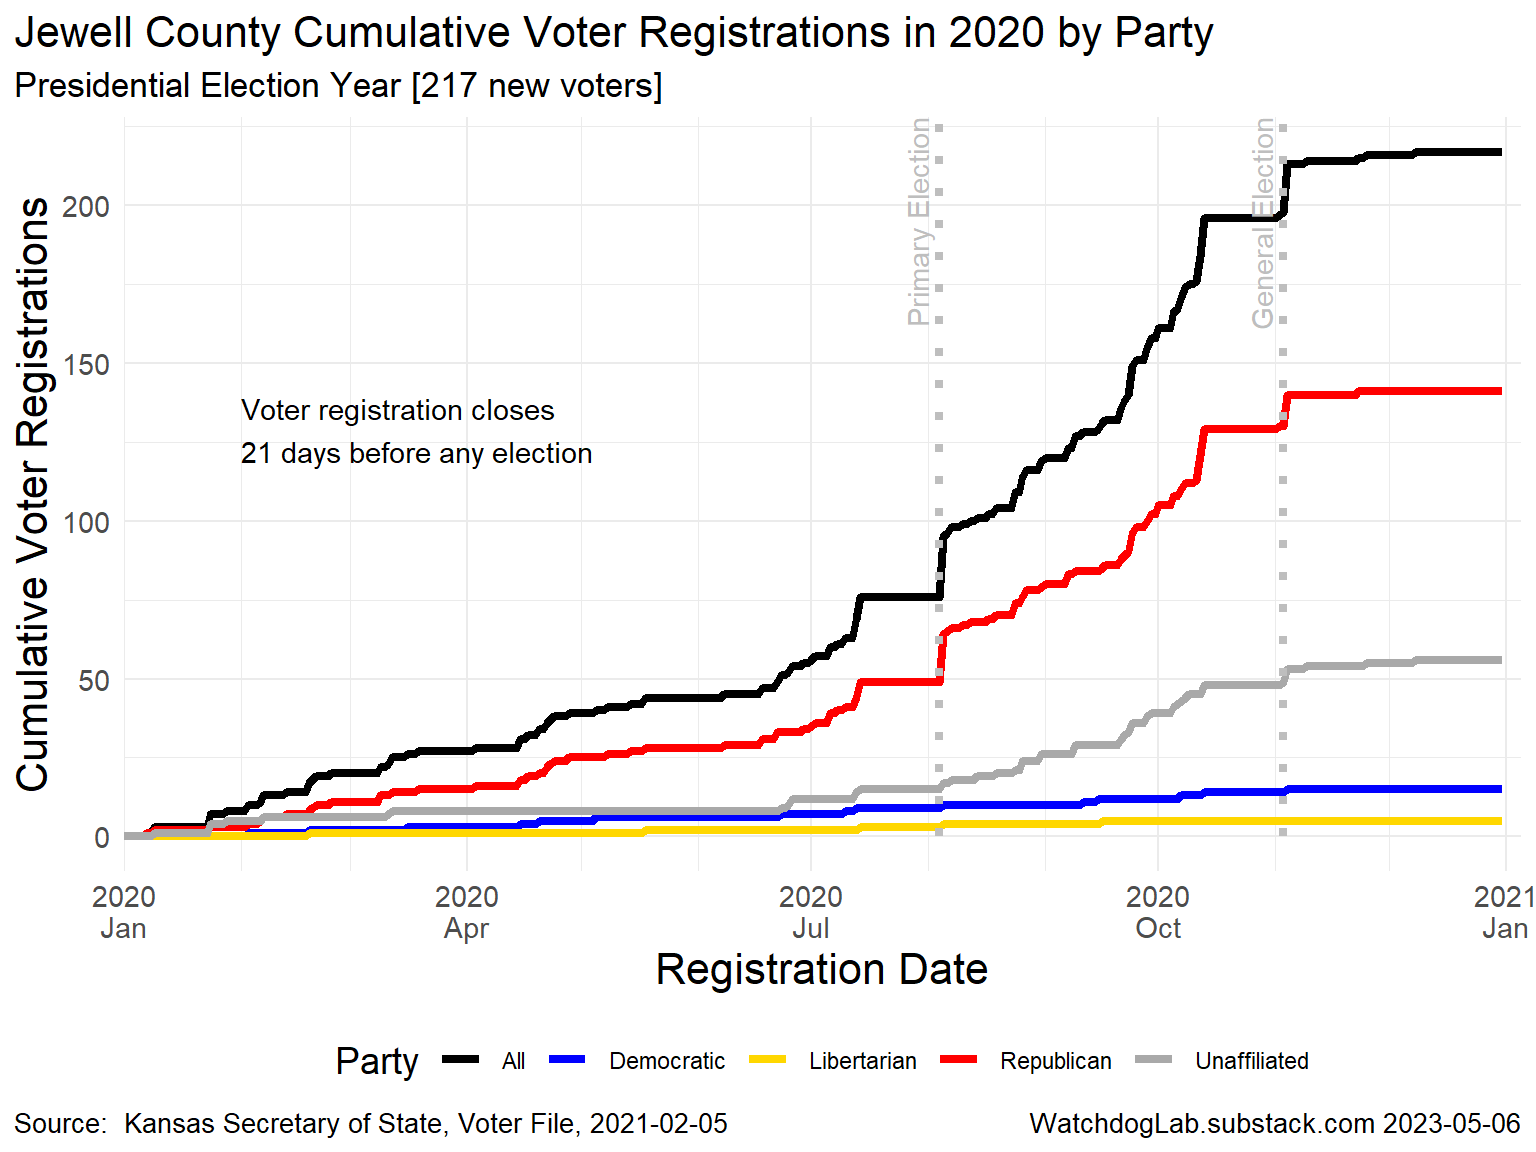 Jewell County Cumulative Voter Registrations in 2020 by Party
Presidential Election Year [217 new voters]
Cumulative Voter Registrations
200
150
100
50
0
Primary Election
General Election
Voter registration closes
21 days before any election
2020
Jan
2020
Apr
2020
Jul
2020
Oct
2021
Jan
Registration Date
Party
All
Democratic
Libertarian
Republican
Unaffiliated
Source:  Kansas Secretary of State, Voter File, 2021-02-05
WatchdogLab.substack.com 2023-05-06